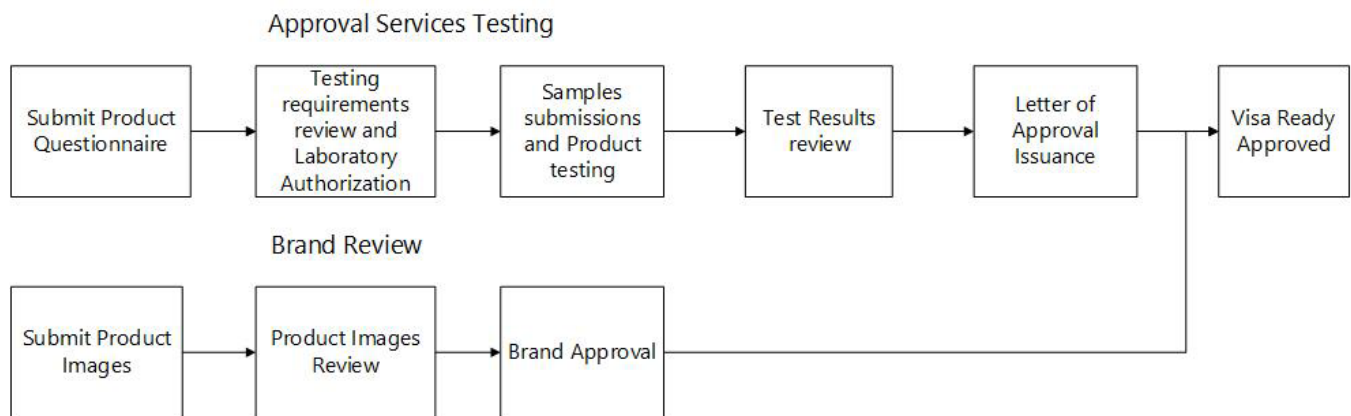 Approval Services Testing
Submit Product
Questionnaire
Testing
requirements
review and
Laboratory
Authorization
Samples
submissions
and Product
testing
Test Results
review
Letter of
Approval
Issuance
Visa Ready
Approved
Brand Review
Submit Product
Images
Product Images
Review
Brand Approval